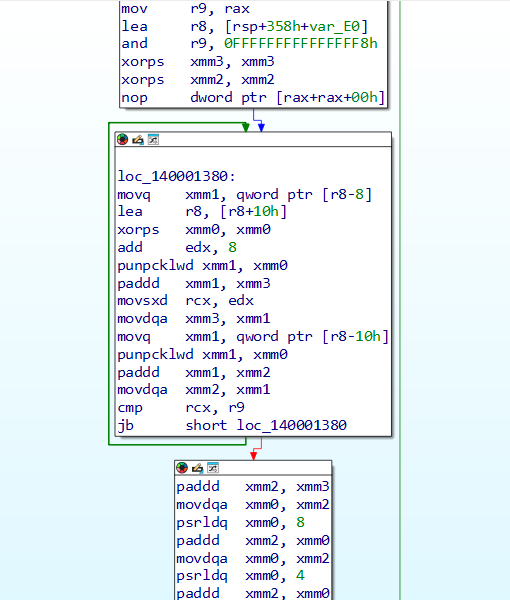 mov r9, rax
lea r8, [rsp+358h+var_E0]
and r9, 0FFFFFFFFFFFFFFF8h
xorps xmm3, xmm3
xorps xmm2, xmm2
nop dword ptr [rax+rax+00h]
loc_140001380:
movq xmm1, qword ptr [r8-8]
lea r8, [r8+10h]
xorps xmm0, xmm0
add edx, 8
punpcklwd xmm1, xmm0
paddd xmm1, xmm3
movsxd rcx, edx
movdqa xmm3, xmm1
movq xmm1, qword ptr [r8-10h]
punpcklwd xmm1, xmm0
paddd xmm1, xmm2
movdqa xmm2, xmm1
cmp rcx, r9
jb short loc_140001380
paddd xmm2, xmm3
movdqa xmm0, xmm2
psrldq xmm0, 8
paddd xmm2, xmm0
movdqa xmm0, xmm2
psrldq xmm0, 4
paddd xmm2, xmm0